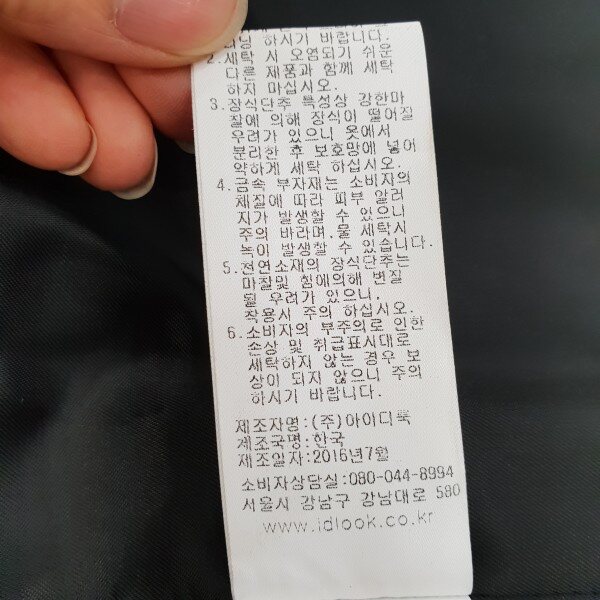 하시기 바랍니다.
2.세탁 시 오염되기 쉬운
다른 제품과 함께 세탁
하지 마십시오.
3.장식단추 특성상 강한마
찰에 의해 장식이 떨어질
우려가 있으니 옷에서
분리한 후 보호망에 넣어
약하게 세탁 하십시오.
4.금속 부자재는 소비자의
체질에 따라 피부 알러
지가 발생할 수 있으니
주의 바라며,물 세탁시
녹이 발생할 수 있습니다.
5.천연소재의 장식단추는
마찰및 힘에의해 변질
될 우려가 있으니,
착용시 주의 하십시오.
6.소비자의 부주의로 인한
손상 및 취급표시대로
세탁하지 않는 경우 보
상이 되지 않으니 주의
하시기 바랍니다.
제조자명:(주)아이디룩
제조국명:한국
제조일자:2016년7월
소비자상담실:080-044-8994
서울시 강남구 강남대로 580
www.idlook.co.kr